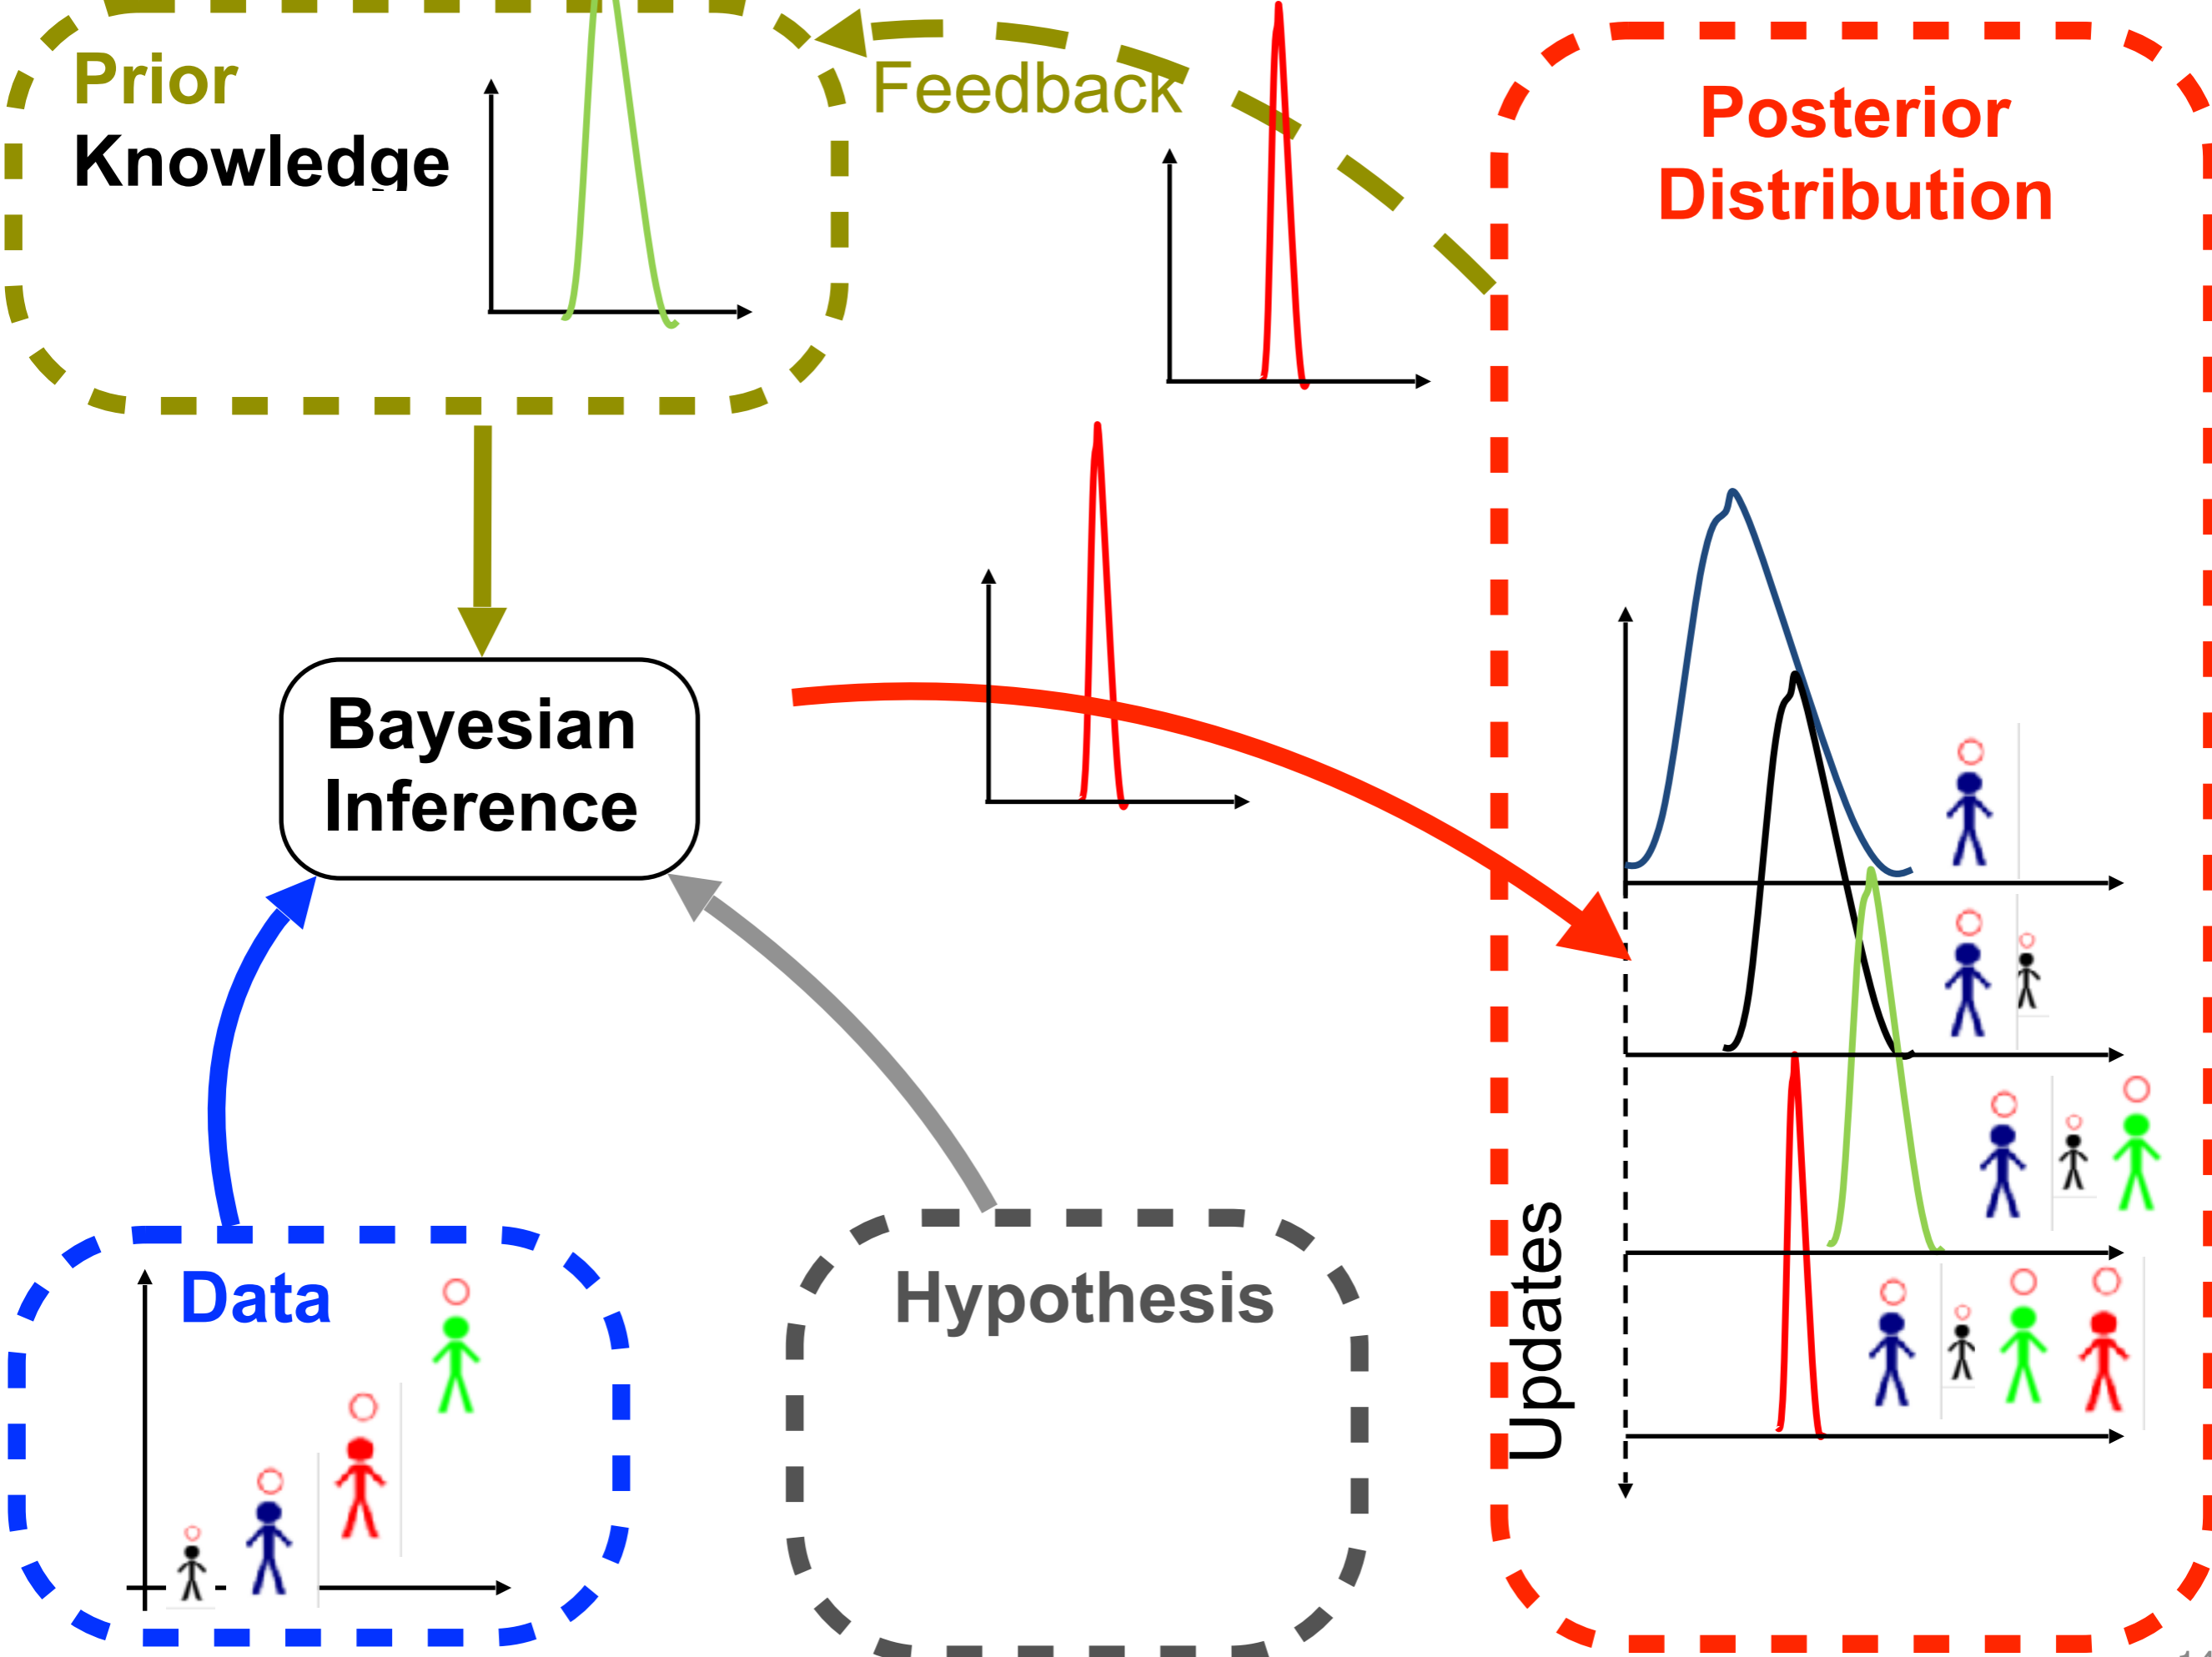 Prior
Knowledge
Feedback
Posterior
Distribution
Bayesian
Inference
Updates
Data
Hypothesis